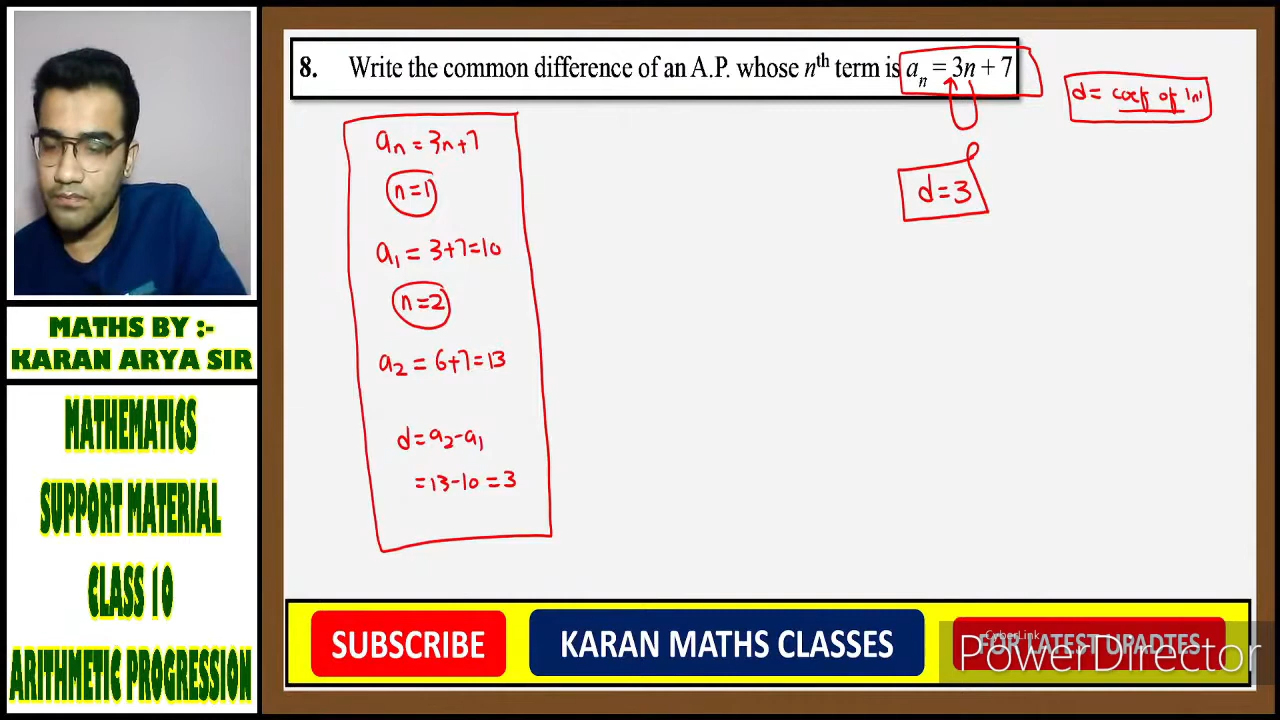 8. Write the common difference of an A.P. whose nth term is an = 3n + 7
d = coef of 'n'
an = 3n+7
n=1
a1 = 3+7=10
n=2
a2 = 6+7=13
d=a2-a1
=13-10=3
d=3
MATHS BY :-
KARAN ARYA SIR
MATHEMATICS
SUPPORT MATERIAL
CLASS 10
ARITHMETIC PROGRESSION
SUBSCRIBE
KARAN MATHS CLASSES
FOR LATEST UPADTES
CyberLink
PowerDirector